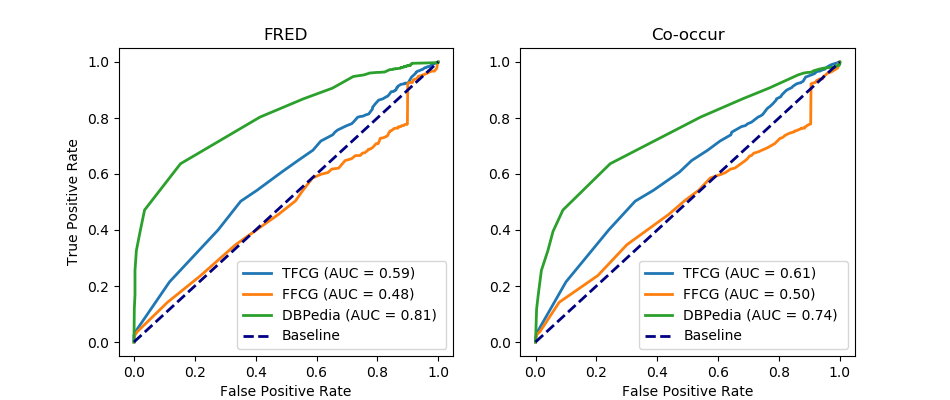 FRED
True Positive Rate
1.0
0.8
0.6
0.4
0.2
0.0
TFCG (AUC = 0.59)
FFCG (AUC = 0.48)
DBPedia (AUC = 0.81)
Baseline
0.0 0.2 0.4 0.6 0.8 1.0
False Positive Rate
Co-occur
1.0
0.8
0.6
0.4
0.2
0.0
TFCG (AUC = 0.61)
FFCG (AUC = 0.50)
DBPedia (AUC = 0.74)
Baseline
0.0 0.2 0.4 0.6 0.8 1.0
False Positive Rate